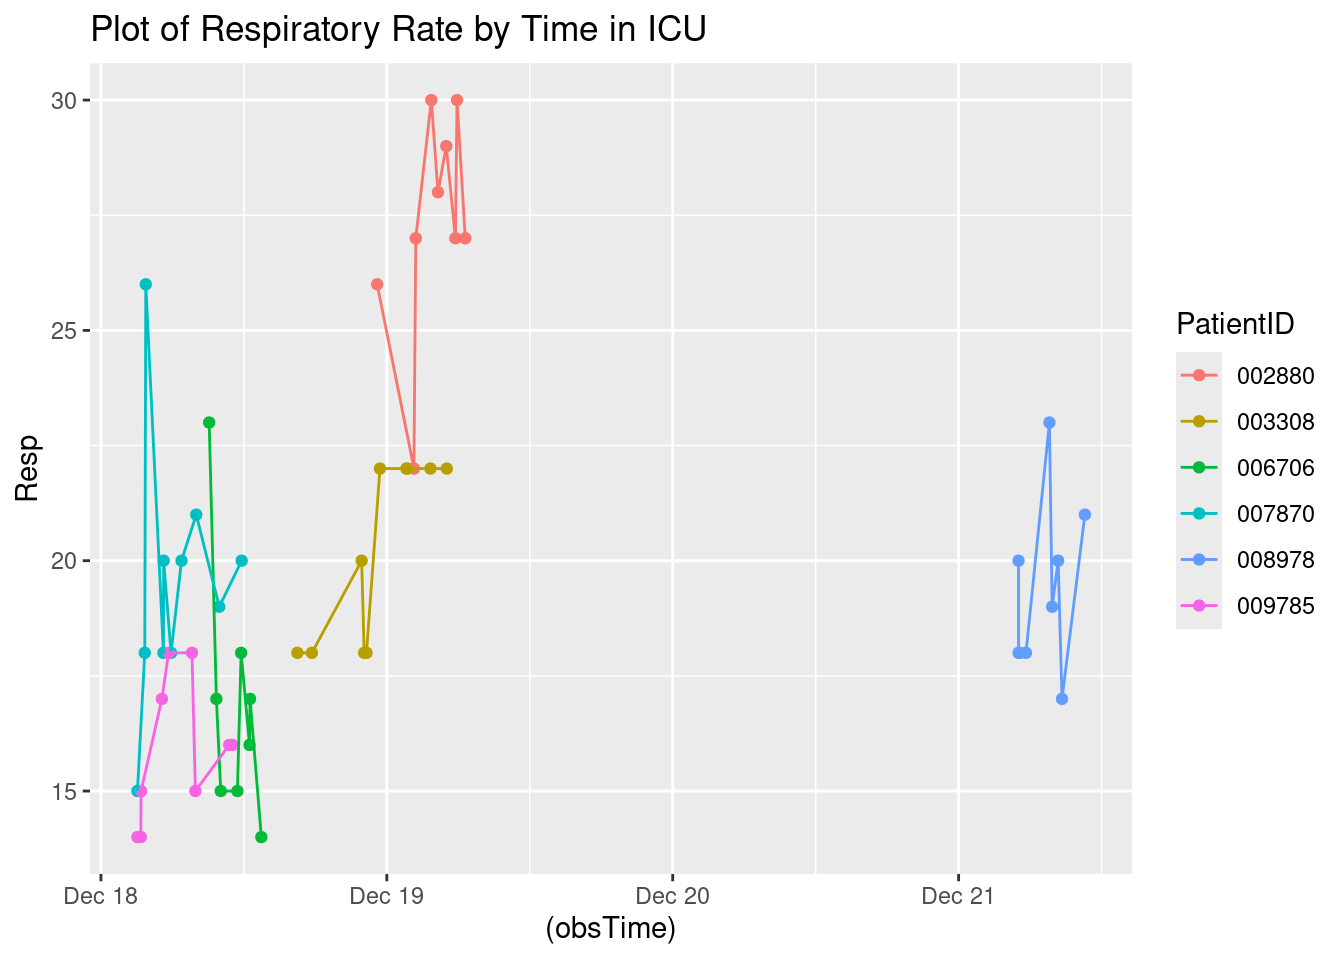 Plot of Respiratory Rate by Time in ICU
30
25
20
15
Resp
Dec 18
Dec 19
Dec 20
Dec 21
(obsTime)
PatientID
002880
003308
006706
007870
008978
009785